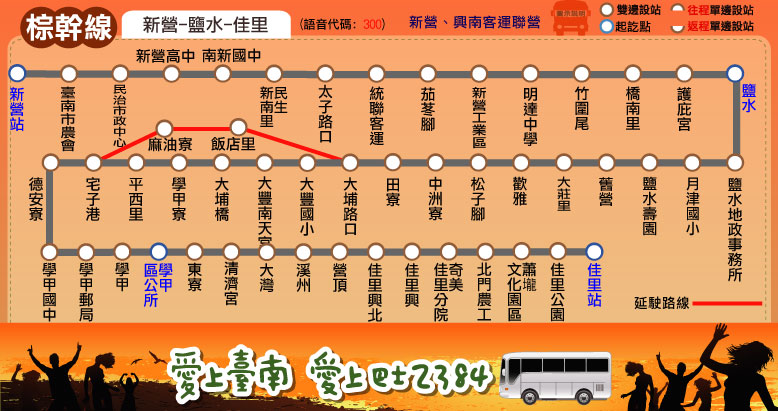 棕幹線
新營-鹽水-佳里
(語音代碼: 300)
新營、興南客運聯營
雙邊設站
往程單邊設站
起訖點
返程單邊設站
新營高中
南新國中
新營站
臺南市農會
民治市政中心
新南里
民生
太子路口
統聯客運
茄苳腳
新營工業區
明達中學
竹圍尾
橋南里
護庇宮
鹽水
麻油寮
飯店里
德安寮
宅子港
平西里
學甲寮
大埔橋
大豐南天宮
大豐國小
大埔路口
田寮
中洲寮
松子腳
歡雅
大莊里
舊營
鹽水壽園
月津國小
鹽水地政事務所
學甲國中
學甲郵局
學甲
學甲
區公所
東寮
清濟宮
大灣
溪州
營頂
佳里興北
佳里興
奇美
佳里分院
北門農工
蕭壠
文化園區
佳里公園
佳里站
延駛路線
愛上臺南 愛上巴士2384